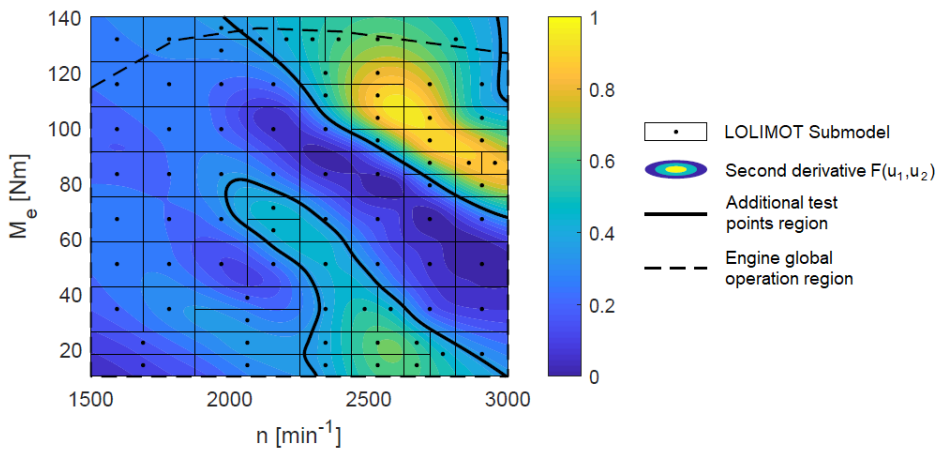 140
120
100
80
60
40
20
M_e [Nm]
1500
2000
2500
3000
n [min⁻¹]
1
0.8
0.6
0.4
0.2
0
LOLIMOT Submodel
Second derivative F(u₁,u₂)
Additional test
points region
Engine global
operation region